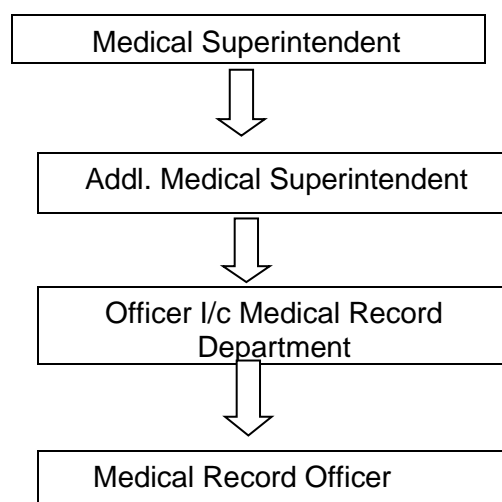 Medical Superintendent
Addl. Medical Superintendent
Officer I/c Medical Record
Department
Medical Record Officer